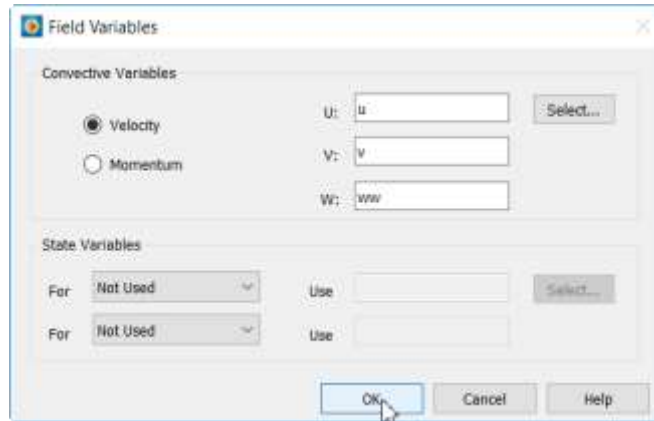 Field Variables
Convective Variables
Velocity
Momentum
U: u Select...
V: v
W: ww
State Variables
For Not Used Use Select...
For Not Used Use
OK Cancel Help